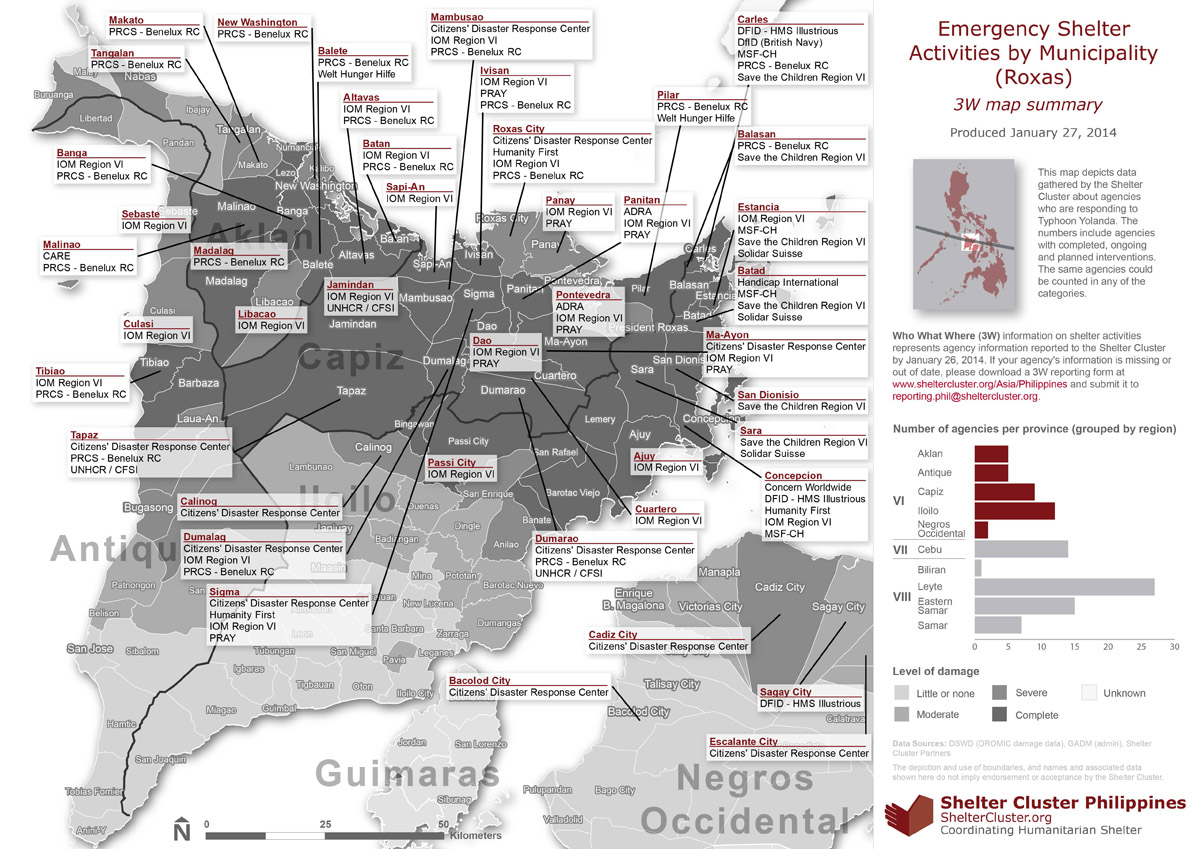 Makato
PRCS - Benelux RC
New Washington
PRCS - Benelux RC
Tangalan
PRCS - Benelux RC
Balete
PRCS - Benelux RC
Welt Hunger Hilfe
Mambusao
Citizens' Disaster Response Center
IOM Region VI
PRCS - Benelux RC
Carles
DFID - HMS Illustrious
DfID (British Navy)
MSF-CH
PRCS - Benelux RC
Save the Children Region VI
Altavas
IOM Region VI
PRCS - Benelux RC
Ivisan
IOM Region VI
PRAY
PRCS - Benelux RC
Pilar
PRCS - Benelux RC
Welt Hunger Hilfe
Batan
IOM Region VI
PRCS - Benelux RC
Roxas City
Citizens' Disaster Response Center
Humanity First
IOM Region VI
PRCS - Benelux RC
Balasan
PRCS - Benelux RC
Save the Children Region VI
Banga
IOM Region VI
PRCS - Benelux RC
Sapi-An
IOM Region VI
Sebaste
IOM Region VI
Panay
IOM Region VI
PRAY
Panitan
ADRA
IOM Region VI
PRAY
Estancia
IOM Region VI
MSF-CH
Save the Children Region VI
Solidar Suisse
Malinao
CARE
PRCS - Benelux RC
Madalag
PRCS - Benelux RC
Batad
Handicap International
MSF-CH
Save the Children Region VI
Solidar Suisse
Jamindan
IOM Region VI
UNHCR / CFSI
Pontevedra
ADRA
IOM Region VI
PRAY
Libacao
IOM Region VI
Culasi
IOM Region VI
Dao
IOM Region VI
PRAY
Ma-Ayon
Citizens' Disaster Response Center
IOM Region VI
PRAY
Tibiao
IOM Region VI
PRCS - Benelux RC
San Dionisio
Save the Children Region VI
Sara
Save the Children Region VI
Solidar Suisse
Tapaz
Citizens' Disaster Response Center
PRCS - Benelux RC
UNHCR / CFSI
Passi City
IOM Region VI
Ajuy
IOM Region VI
Concepcion
Concern Worldwide
DFID - HMS Illustrious
Humanity First
IOM Region VI
MSF-CH
Calinog
Citizens' Disaster Response Center
Cuartero
IOM Region VI
Dumalag
Citizens' Disaster Response Center
IOM Region VI
PRCS - Benelux RC
Dumarao
Citizens' Disaster Response Center
PRCS - Benelux RC
UNHCR / CFSI
Sigma
Citizens' Disaster Response Center
Humanity First
IOM Region VI
PRAY
Cadiz City
Citizens' Disaster Response Center
Bacolod City
Citizens' Disaster Response Center
Sagay City
DFID - HMS Illustrious
Escalante City
Citizens' Disaster Response Center
Malay
Nabas
Buruanga
Libertad
Ibajay
Pandan
Tangalan
Numancia
Makato
Lezo
Kalibo
New Washington
Malinao
Banga
Sebaste
Aklan
Batan
Altavas
Balete
Madalag
Libacao
Roxas City
Sapi-An
Ivisan
Panay
Carles
Mambusao
Sigma
Panitan
Pontevedra
Pilar
Balasan
Estancia
Batad
Culasi
Jamindan
Dao
President Roxas
Ma-Ayon
Capiz
Tibiao
Dumalag
San Dionisio
Barbaza
Cuartero
Sara
Tapaz
Dumarao
Laua-An
Bingawan
Lemery
Concepcion
Calinog
Passi City
Ajuy
San Rafael
Lambunao
Iloilo
San Enrique
Barotac Viejo
Bugasong
Duenas
Janiuay
Dingle
Banate
Badiangan
Anilao
Antique
Maasin
Mina
Pototan
Barotac Nuevo
Patnongon
New Lucena
Belison
Santa Barbara
Zarraga
Dumangas
San Jose
Sibalom
Tubungan
Leon
San Miguel
Pavia
Leganes
Igbaras
Tigbauan
Oton
Iloilo City
Miagao
Guimbal
Hamtic
San Joaquin
Tobias Fornier
Anini-Y
Jordan
San Lorenzo
Guimaras
Sibunag
Manapla
Enrique
B. Magalona
Victorias City
Cadiz City
Sagay City
Talisay City
Bacolod City
Calatrava
Pulupandan
Bago City
Valladolid
Negros
Occidental
N
0 25 50
Kilometers
Emergency Shelter
Activities by Municipality
(Roxas)
3W map summary
Produced January 27, 2014
This map depicts data
gathered by the Shelter
Cluster about agencies
who are responding to
Typhoon Yolanda. The
numbers include agencies
with completed, ongoing
and planned interventions.
The same agencies could
be counted in any of the
categories.
Who What Where (3W) information on shelter activities
represents agency information reported to the Shelter Cluster
by January 26, 2014. If your agency's information is missing or
out of date, please download a 3W reporting form at
www.sheltercluster.org/Asia/Philippines and submit it to
reporting.phil@sheltercluster.org.
Number of agencies per province (grouped by region)
Aklan
Antique
VI
Capiz
Iloilo
Negros
Occidental
VII Cebu
Biliran
Leyte
VIII
Eastern
Samar
Samar
0 5 10 15 20 25 30
Level of damage
Little or none
Severe
Unknown
Moderate
Complete
Data Sources: DSWD (DROMIC damage data), GADM (admin), Shelter
Cluster Partners
The depiction and use of boundaries, and names and associated data
shown here do not imply endorsement or acceptance by the Shelter Cluster.
Shelter Cluster Philippines
ShelterCluster.org
Coordinating Humanitarian Shelter